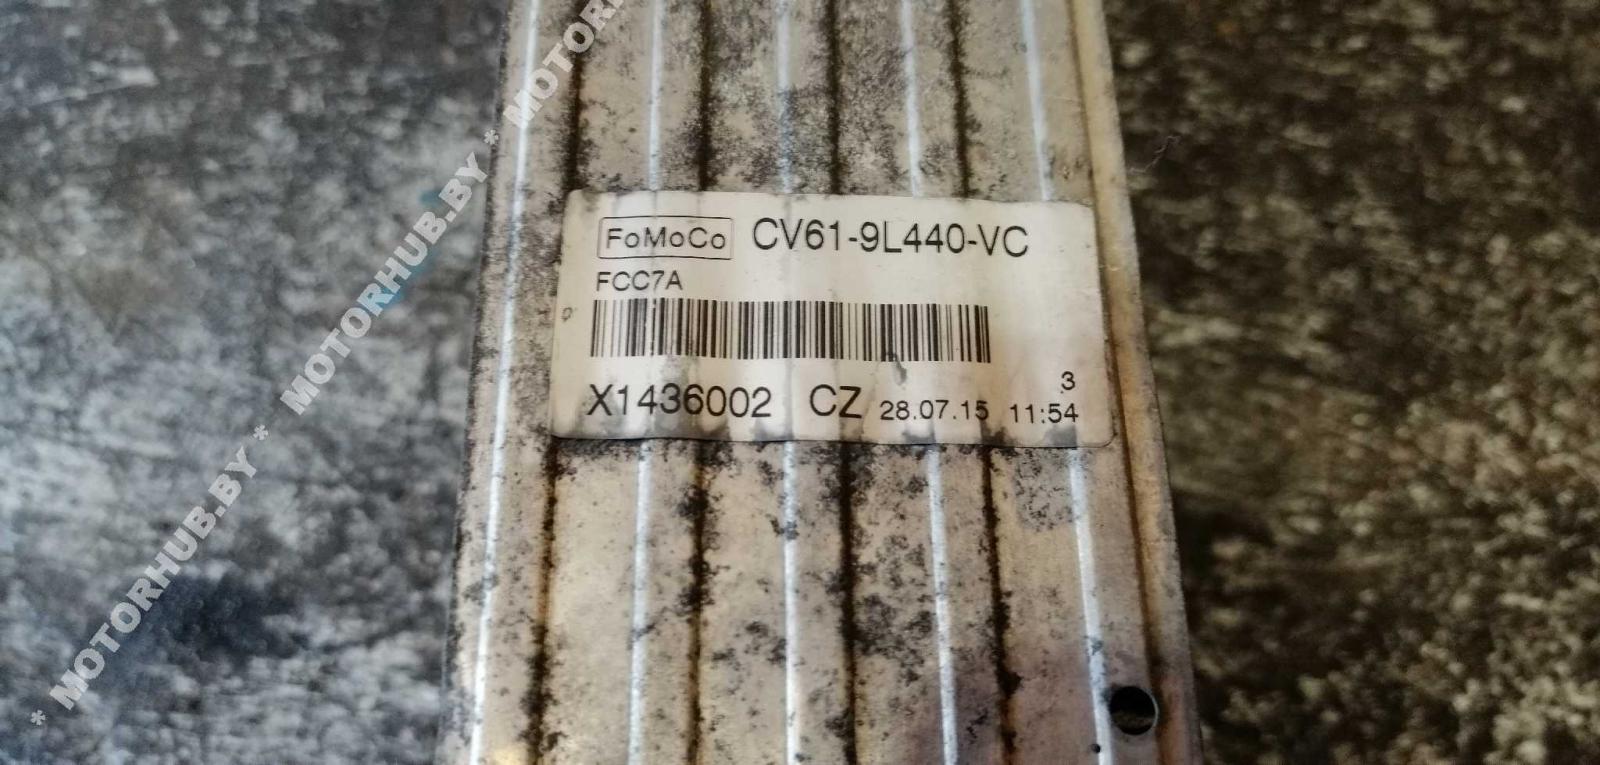 FoMoCo CV61-9L440-VC
FCC7A
X1436002 CZ 28.07.15 11:54
3
* MOTORHUB.BY * MOTORHUB.BY * MOTORHUB.BY